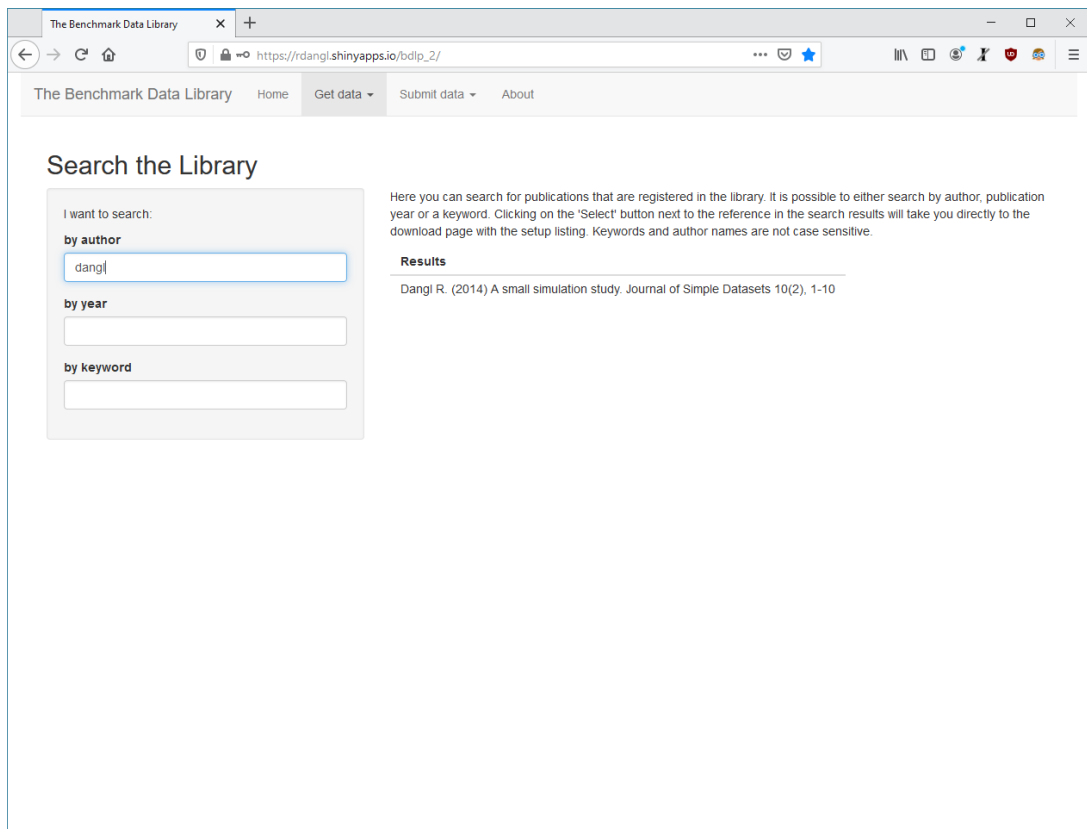 The Benchmark Data Library
https://rdangl.shinyapps.io/bdlp_2/
The Benchmark Data Library Home Get data Submit data About
Search the Library
I want to search:
by author
dangl
by year
by keyword
Here you can search for publications that are registered in the library. It is possible to either search by author, publication
year or a keyword. Clicking on the 'Select' button next to the reference in the search results will take you directly to the
download page with the setup listing. Keywords and author names are not case sensitive.
Results
Dangl R. (2014) A small simulation study. Journal of Simple Datasets 10(2), 1-10